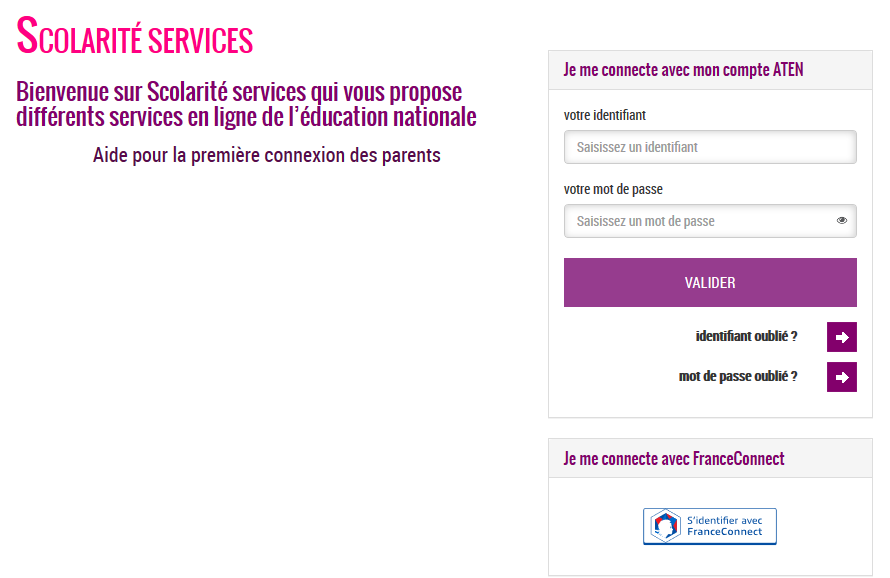 SCOLARITÉ SERVICES
Bienvenue sur Scolarité services qui vous propose
différents services en ligne de l’éducation nationale
Aide pour la première connexion des parents
Je me connecte avec mon compte ATEN
votre identifiant
Saisissez un identifiant
votre mot de passe
Saisissez un mot de passe
VALIDER
identifiant oublié ?
mot de passe oublié ?
Je me connecte avec FranceConnect
S'identifier avec
FranceConnect